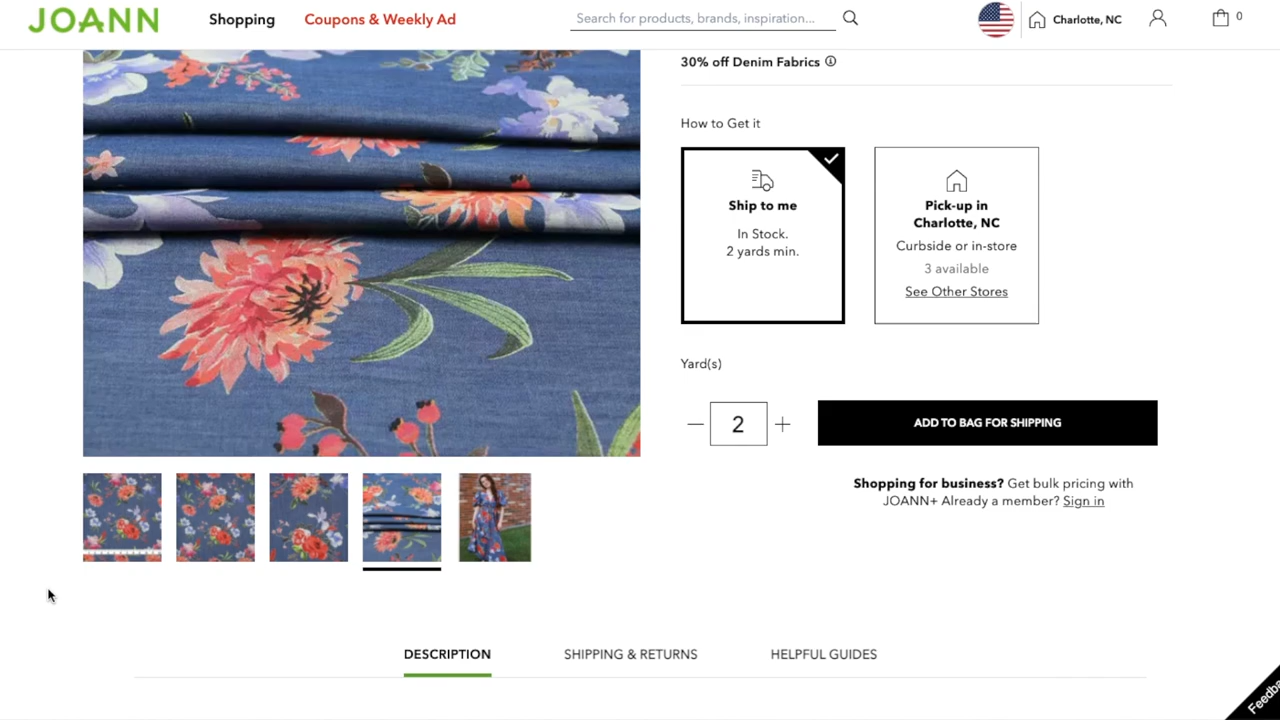 JOANN
Shopping
Coupons & Weekly Ad
Search for products, brands, inspiration...
Charlotte, NC
0
30% off Denim Fabrics
How to Get it
Ship to me
In Stock.
2 yards min.
Pick-up in
Charlotte, NC
Curbside or in-store
3 available
See Other Stores
Yard(s)
2
ADD TO BAG FOR SHIPPING
Shopping for business? Get bulk pricing with
JOANN+ Already a member? Sign in
DESCRIPTION
SHIPPING & RETURNS
HELPFUL GUIDES